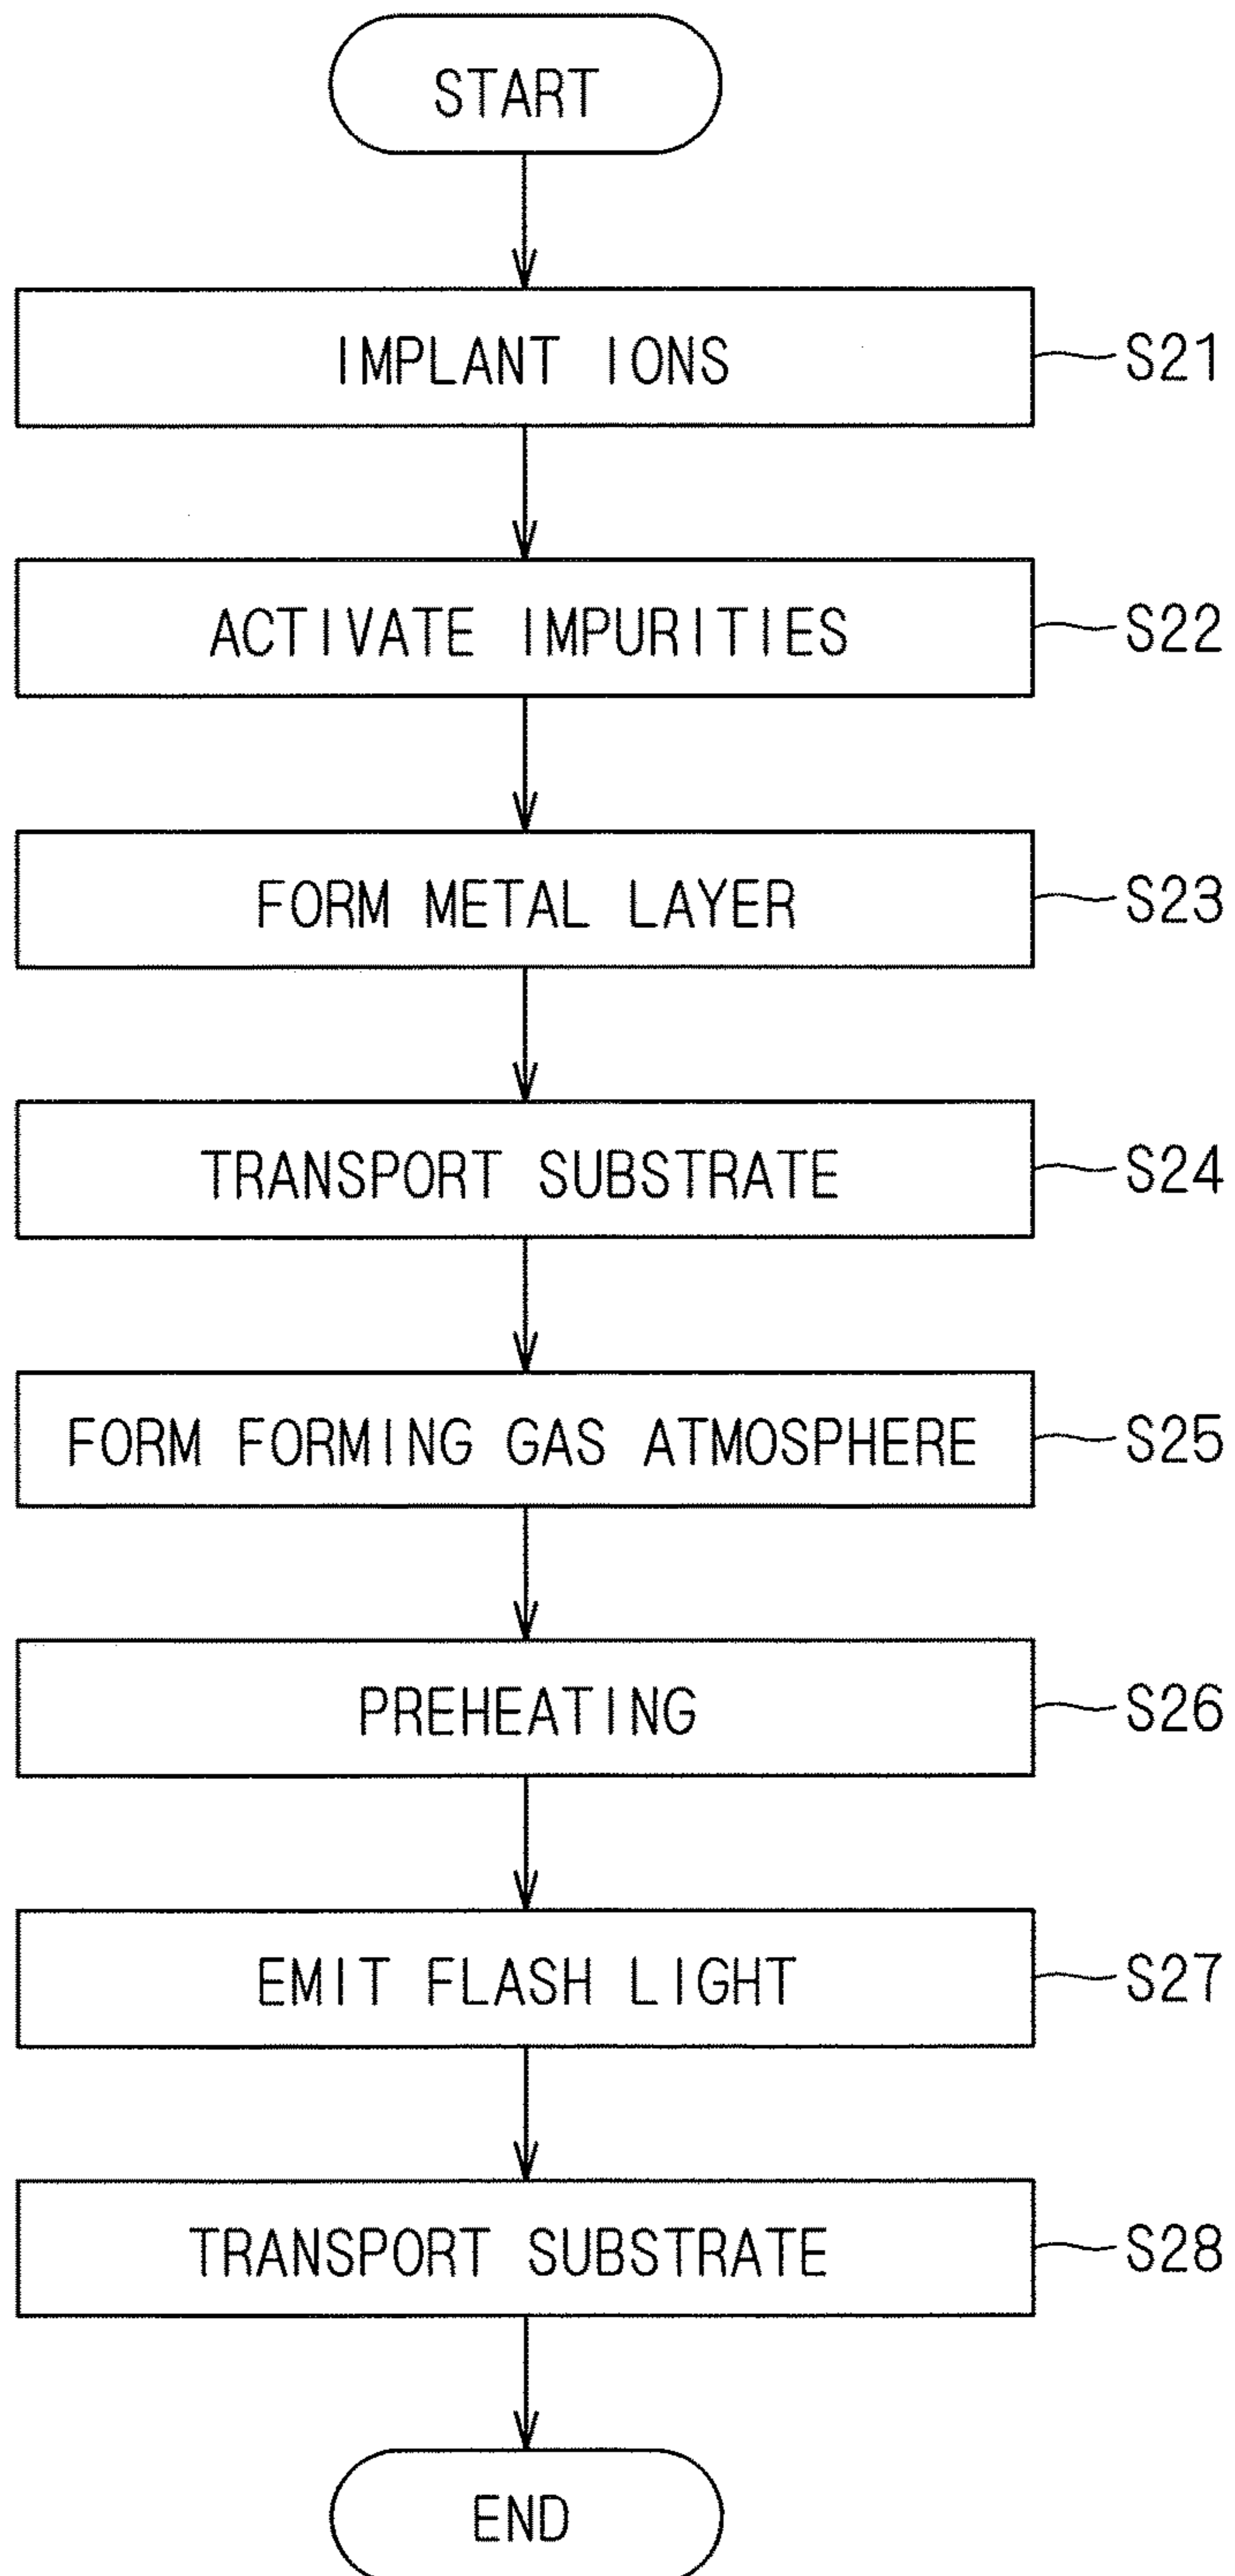 START
IMPLANT IONS
S21
ACTIVATE IMPURITIES
S22
FORM METAL LAYER
S23
TRANSPORT SUBSTRATE
S24
FORM FORMING GAS ATMOSPHERE
S25
PREHEATING
S26
EMIT FLASH LIGHT
S27
TRANSPORT SUBSTRATE
S28
END